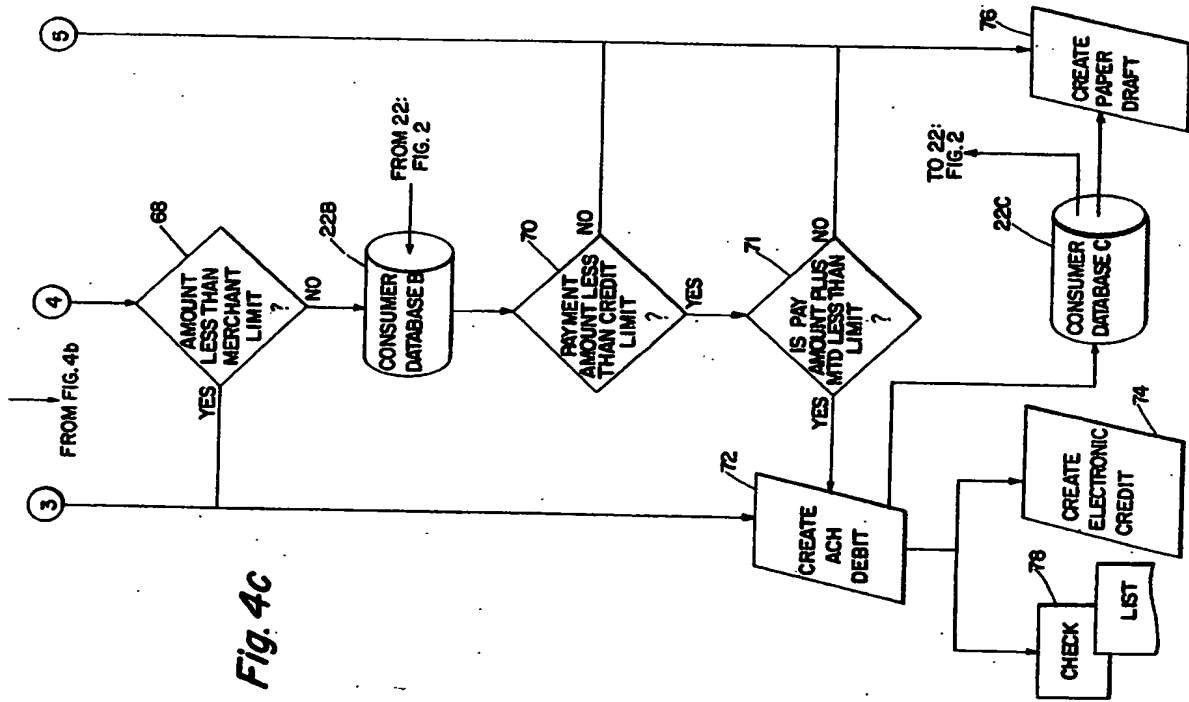 FROM FIG. 4b
3
4
5
68
AMOUNT
LESS THAN
MERCHANT
LIMIT
?
YES
NO
22B
CONSUMER
DATABASE B
FROM 22:
FIG. 2
70
PAYMENT
AMOUNT LESS
THAN CREDIT
LIMIT
?
NO
YES
71
IS PAY
AMOUNT PLUS
MTD LESS THAN
LIMIT
?
YES
NO
72
CREATE
ACH
DEBIT
TO 22:
FIG. 2
22C
CONSUMER
DATABASE C
76
CREATE
PAPER
DRAFT
78
CHECK
LIST
74
CREATE
ELECTRONIC
CREDIT
Fig. 4c